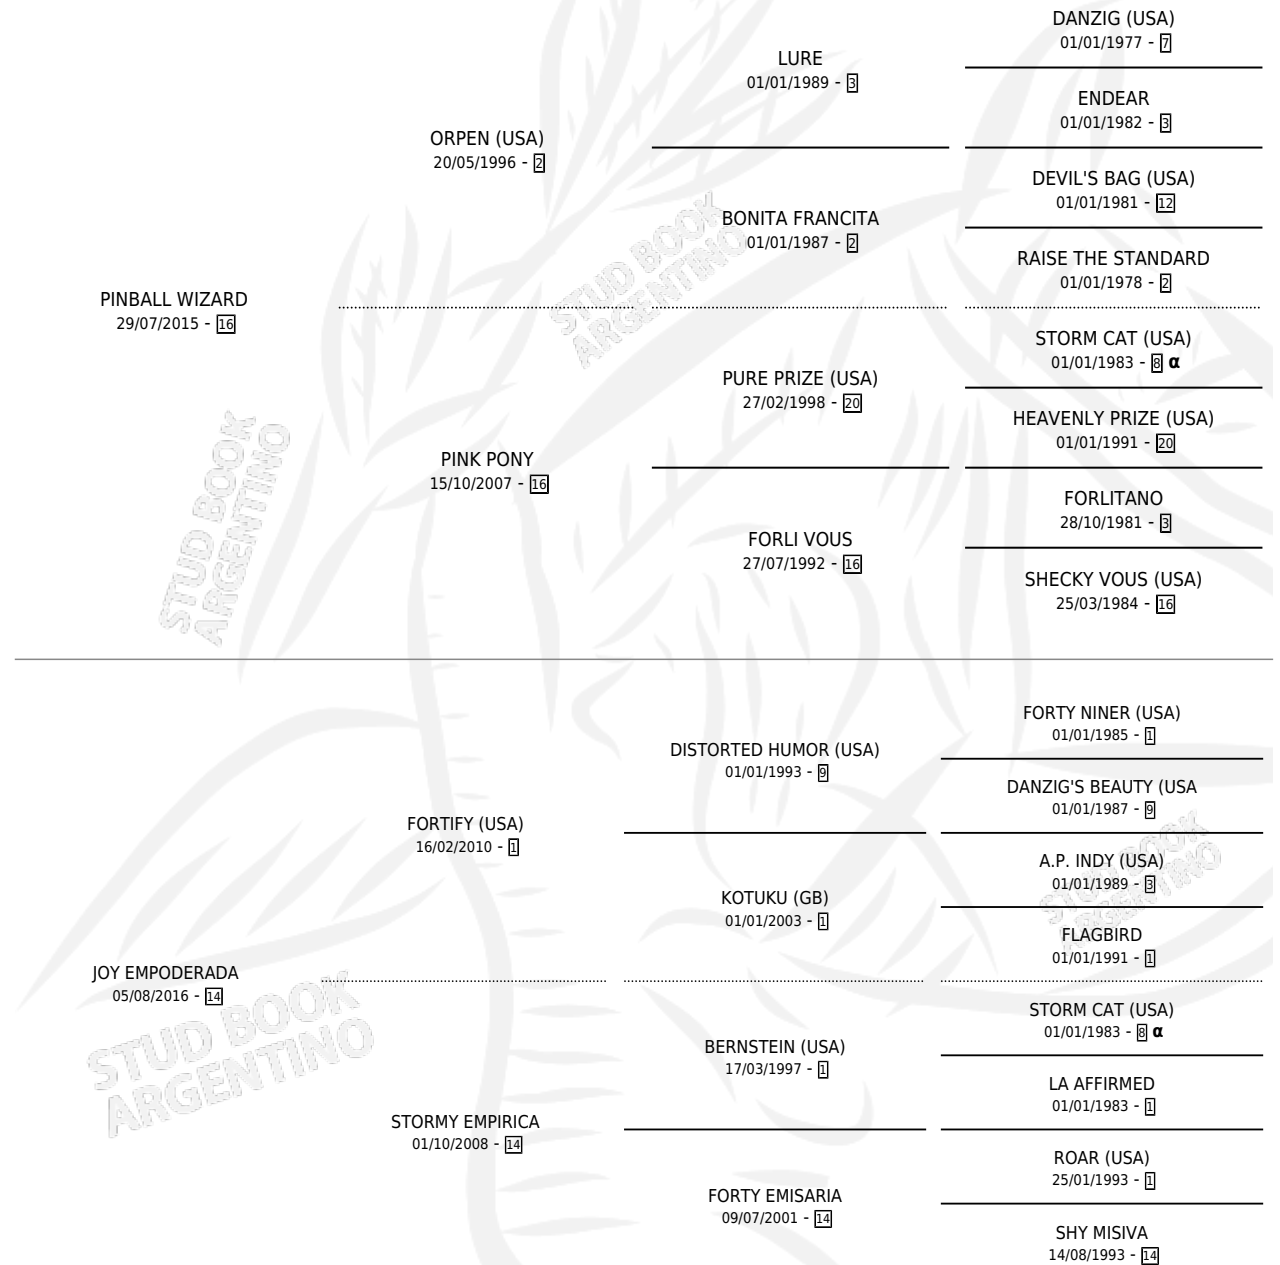 DANZIG (USA)
01/01/1977 - 7
LURE
01/01/1989 - 3
ENDEAR
01/01/1982 - 3
ORPEN (USA)
20/05/1996 - 2
DEVIL'S BAG (USA)
01/01/1981 - 12
BONITA FRANCITA
01/01/1987 - 2
RAISE THE STANDARD
01/01/1978 - 2
PINBALL WIZARD
29/07/2015 - 16
STUD BOOK
ARGENTINO
STORM CAT (USA)
01/01/1983 - 8 α
PURE PRIZE (USA)
27/02/1998 - 20
HEAVENLY PRIZE (USA)
01/01/1991 - 20
PINK PONY
15/10/2007 - 16
FORLITANO
28/10/1981 - 3
FORLI VOUS
27/07/1992 - 16
SHECKY VOUS (USA)
25/03/1984 - 16
STUD BOOK
ARGENTINO
FORTY NINER (USA)
01/01/1985 - 1
DISTORTED HUMOR (USA)
01/01/1993 - 9
DANZIG'S BEAUTY (USA
01/01/1987 - 9
FORTIFY (USA)
16/02/2010 - 1
A.P. INDY (USA)
01/01/1989 - 3
KOTUKU (GB)
01/01/2003 - 1
FLAGBIRD
01/01/1991 - 1
STUD BOOK
ARGENTINO
JOY EMPODERADA
05/08/2016 - 14
STORM CAT (USA)
01/01/1983 - 8 α
BERNSTEIN (USA)
17/03/1997 - 1
LA AFFIRMED
01/01/1983 - 1
STORMY EMPIRICA
01/10/2008 - 14
ROAR (USA)
25/01/1993 - 1
FORTY EMISARIA
09/07/2001 - 14
SHY MISIVA
14/08/1993 - 14
STUD BOOK
ARGENTINO